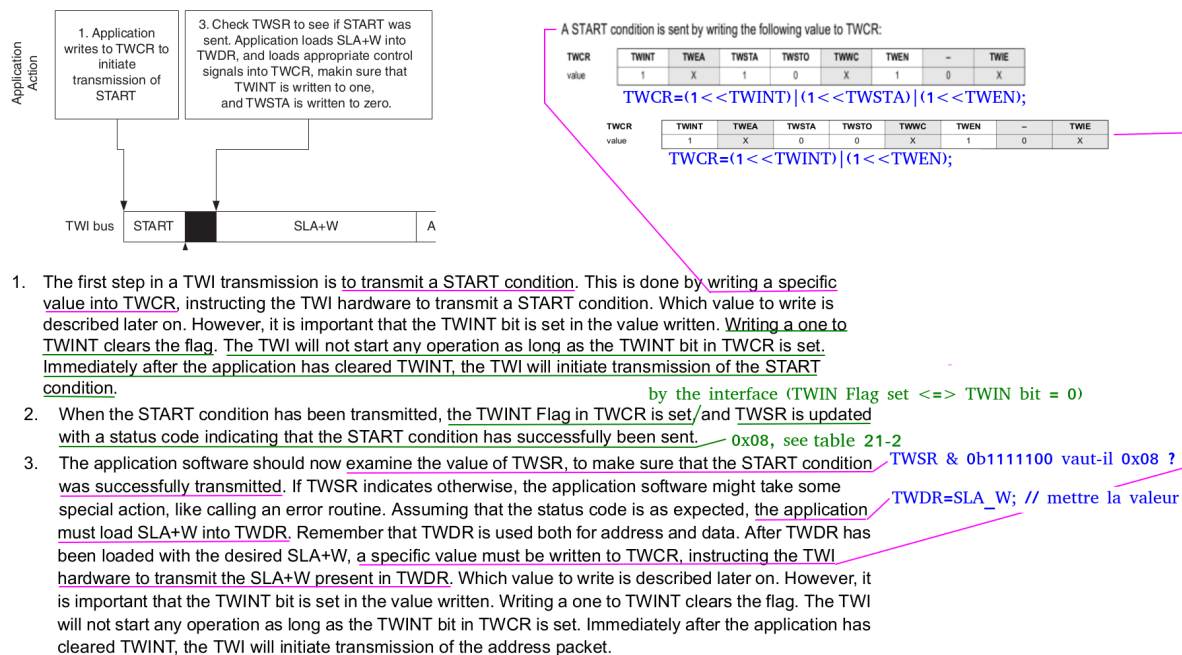 Application
Action
1. Application
writes to TWCR to
initiate
transmission of
START
3. Check TWSR to see if START was
sent. Application loads SLA+W into
TWDR, and loads appropriate control
signals into TWCR, makin sure that
TWINT is written to one,
and TWSTA is written to zero.
TWI bus START SLA+W A
A START condition is sent by writing the following value to TWCR:
TWCR TWINT TWEA TWSTA TWSTO TWWC TWEN – TWIE
value 1 X 1 0 X 1 0 X
TWCR=(1<<TWINT)|(1<<TWSTA)|(1<<TWEN);
TWCR TWINT TWEA TWSTA TWSTO TWWC TWEN – TWIE
value 1 X 0 0 X 1 0 X
TWCR=(1<<TWINT)|(1<<TWEN);
1. The first step in a TWI transmission is to transmit a START condition. This is done by writing a specific
value into TWCR, instructing the TWI hardware to transmit a START condition. Which value to write is
described later on. However, it is important that the TWINT bit is set in the value written. Writing a one to
TWINT clears the flag. The TWI will not start any operation as long as the TWINT bit in TWCR is set.
Immediately after the application has cleared TWINT, the TWI will initiate transmission of the START
condition.
by the interface (TWIN Flag set <=> TWIN bit = 0)
2. When the START condition has been transmitted, the TWINT Flag in TWCR is set, and TWSR is updated
with a status code indicating that the START condition has successfully been sent.
0x08, see table 21-2
3. The application software should now examine the value of TWSR, to make sure that the START condition
was successfully transmitted. If TWSR indicates otherwise, the application software might take some
special action, like calling an error routine. Assuming that the status code is as expected, the application
must load SLA+W into TWDR. Remember that TWDR is used both for address and data. After TWDR has
been loaded with the desired SLA+W, a specific value must be written to TWCR, instructing the TWI
hardware to transmit the SLA+W present in TWDR. Which value to write is described later on. However, it
is important that the TWINT bit is set in the value written. Writing a one to TWINT clears the flag. The TWI
will not start any operation as long as the TWINT bit in TWCR is set. Immediately after the application has
cleared TWINT, the TWI will initiate transmission of the address packet.
TWSR & 0b1111100 vaut-il 0x08 ?
TWDR=SLA_W; // mettre la valeur